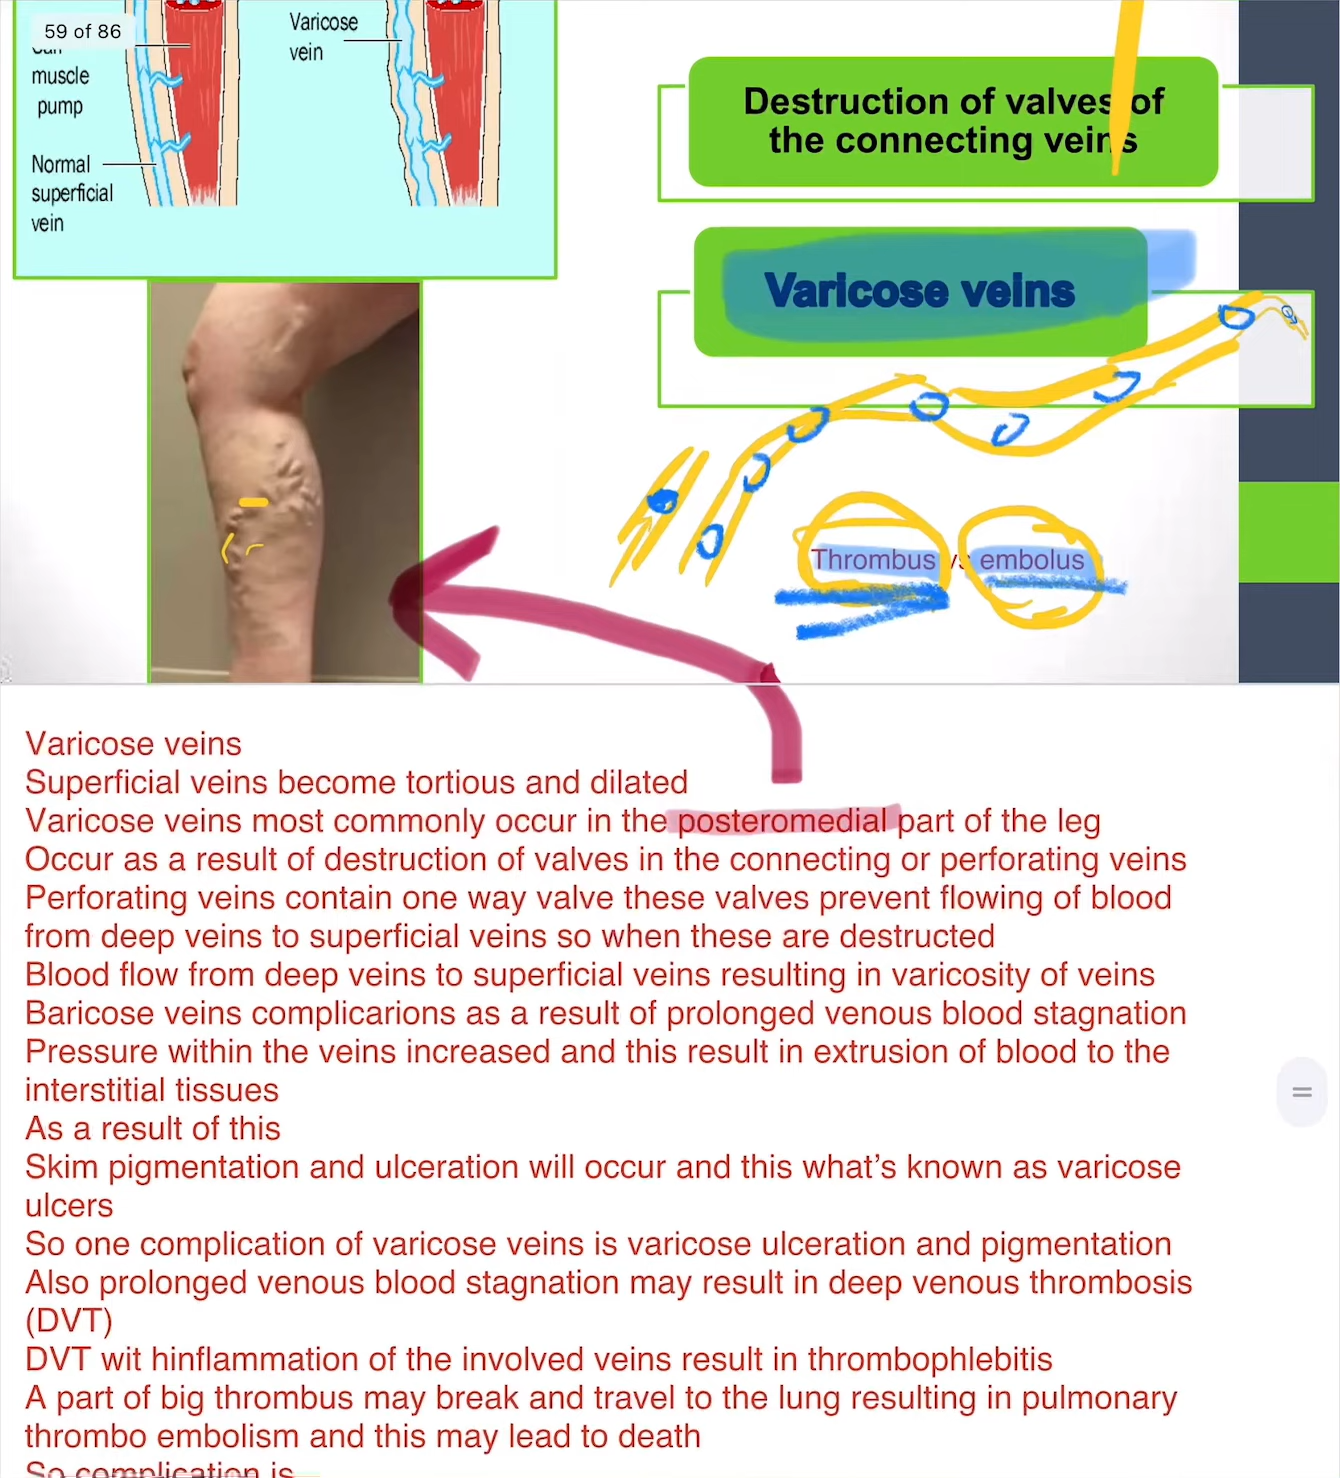 59 of 86
muscle
pump
Normal
superficial
vein
Varicose
vein
Destruction of valves of
the connecting veins
Varicose veins
Thrombus vs embolus
Varicose veins
Superficial veins become tortious and dilated
Varicose veins most commonly occur in the posteromedial part of the leg
Occur as a result of destruction of valves in the connecting or perforating veins
Perforating veins contain one way valve these valves prevent flowing of blood
from deep veins to superficial veins so when these are destructed
Blood flow from deep veins to superficial veins resulting in varicosity of veins
Baricose veins complicarions as a result of prolonged venous blood stagnation
Pressure within the veins increased and this result in extrusion of blood to the
interstitial tissues
As a result of this
Skim pigmentation and ulceration will occur and this what’s known as varicose
ulcers
So one complication of varicose veins is varicose ulceration and pigmentation
Also prolonged venous blood stagnation may result in deep venous thrombosis
(DVT)
DVT wit hinflammation of the involved veins result in thrombophlebitis
A part of big thrombus may break and travel to the lung resulting in pulmonary
thrombo embolism and this may lead to death
So complication is